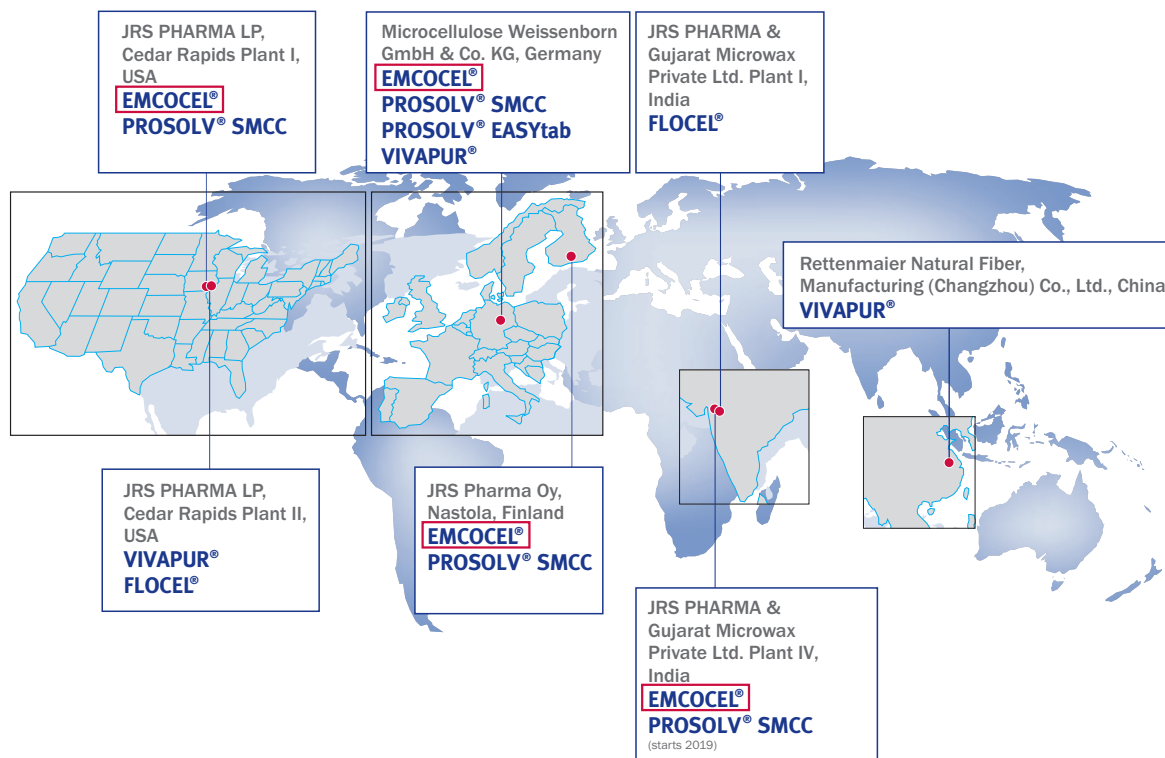 JRS PHARMA LP,
Cedar Rapids Plant I,
USA
EMCOCEL®
PROSOLV® SMCC
Microcellulose Weissenborn
GmbH & Co. KG, Germany
EMCOCEL®
PROSOLV® SMCC
PROSOLV® EASYtab
VIVAPUR®
JRS PHARMA &
Gujarat Microwax
Private Ltd. Plant I,
India
FLOCEL®
Rettenmaier Natural Fiber,
Manufacturing (Changzhou) Co., Ltd., China
VIVAPUR®
JRS PHARMA LP,
Cedar Rapids Plant II,
USA
VIVAPUR®
FLOCEL®
JRS Pharma Oy,
Nastola, Finland
EMCOCEL®
PROSOLV® SMCC
JRS PHARMA &
Gujarat Microwax
Private Ltd. Plant IV,
India
EMCOCEL®
PROSOLV® SMCC
(starts 2019)